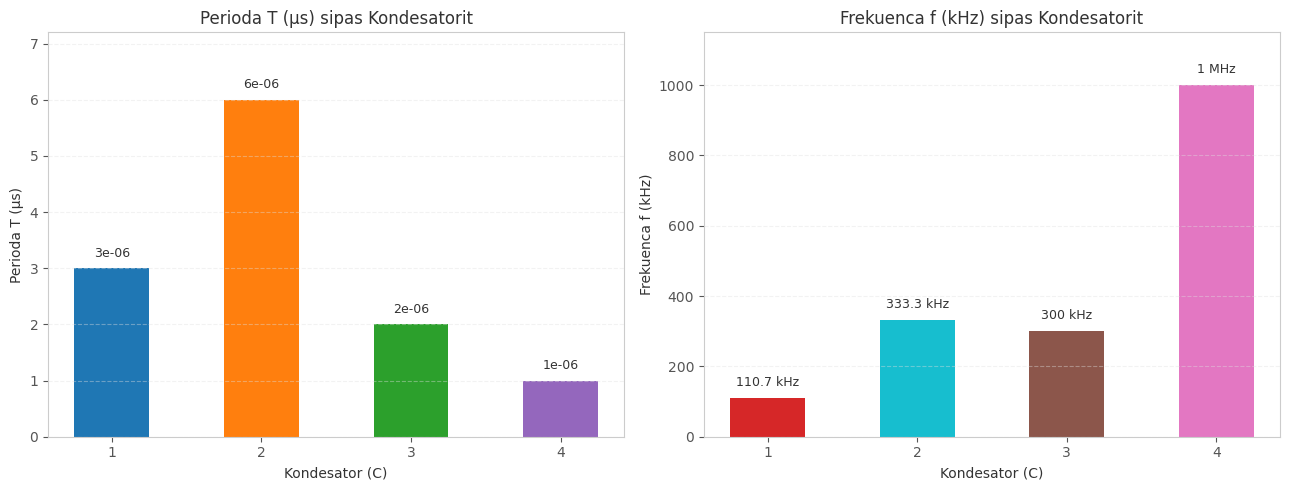 Perioda T (µs) sipas Kondesatorit
7
6
5
4
3
2
1
0
Perioda T (µs)
3e-06
6e-06
2e-06
1e-06
1
2
3
4
Kondesator (C)
Frekuenca f (kHz) sipas Kondesatorit
1000
800
600
400
200
0
Frekuenca f (kHz)
110.7 kHz
333.3 kHz
300 kHz
1 MHz
1
2
3
4
Kondesator (C)